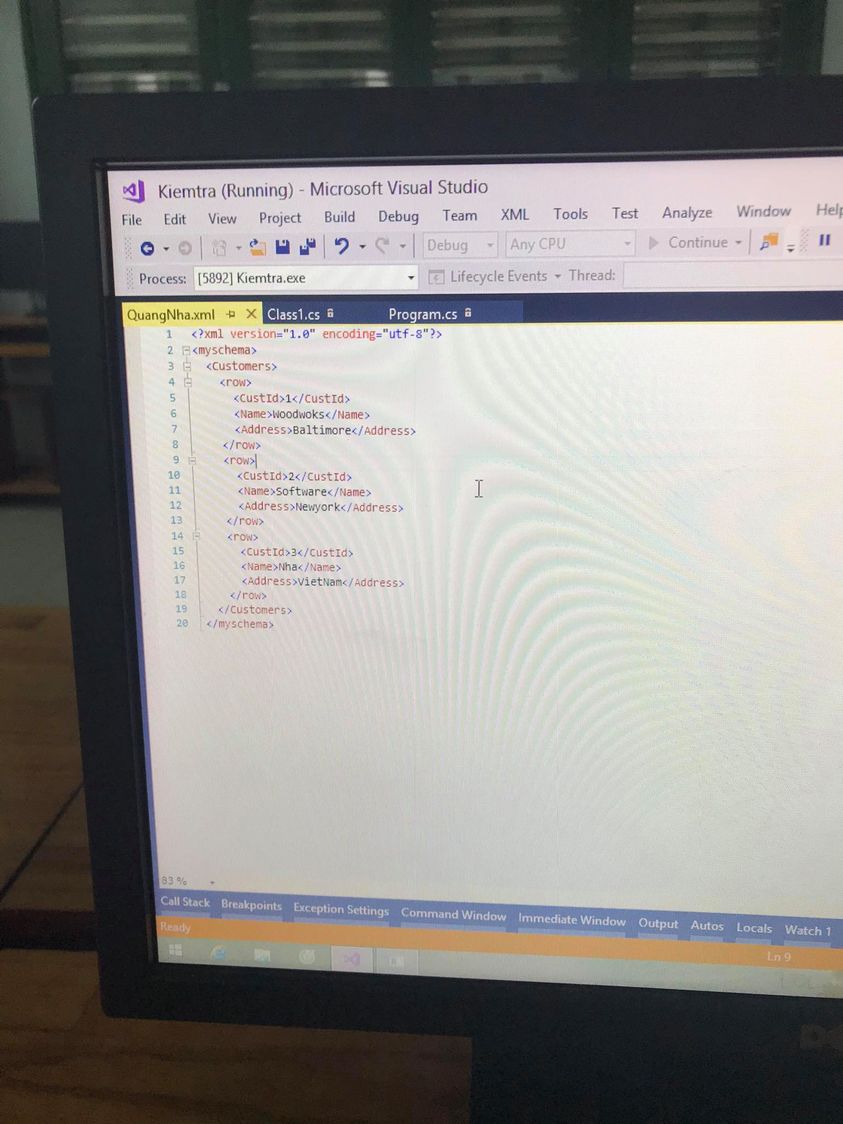 Kiemtra (Running) - Microsoft Visual Studio
File Edit View Project Build Debug Team XML Tools Test Analyze Window Help
Debug Any CPU Continue
Process: [5892] Kiemtra.exe Lifecycle Events Thread:
QuangNha.xml Class1.cs Program.cs
1 <?xml version="1.0" encoding="utf-8"?>
2 <myschema>
3 <Customers>
4 <row>
5 <CustId>1</CustId>
6 <Name>Woodwoks</Name>
7 <Address>Baltimore</Address>
8 </row>
9 <row>
10 <CustId>2</CustId>
11 <Name>Software</Name>
12 <Address>Newyork</Address>
13 </row>
14 <row>
15 <CustId>3</CustId>
16 <Name>Nha</Name>
17 <Address>VietNam</Address>
18 </row>
19 </Customers>
20 </myschema>
83 %
Call Stack Breakpoints Exception Settings Command Window Immediate Window Output Autos Locals Watch 1
Ready Ln 9